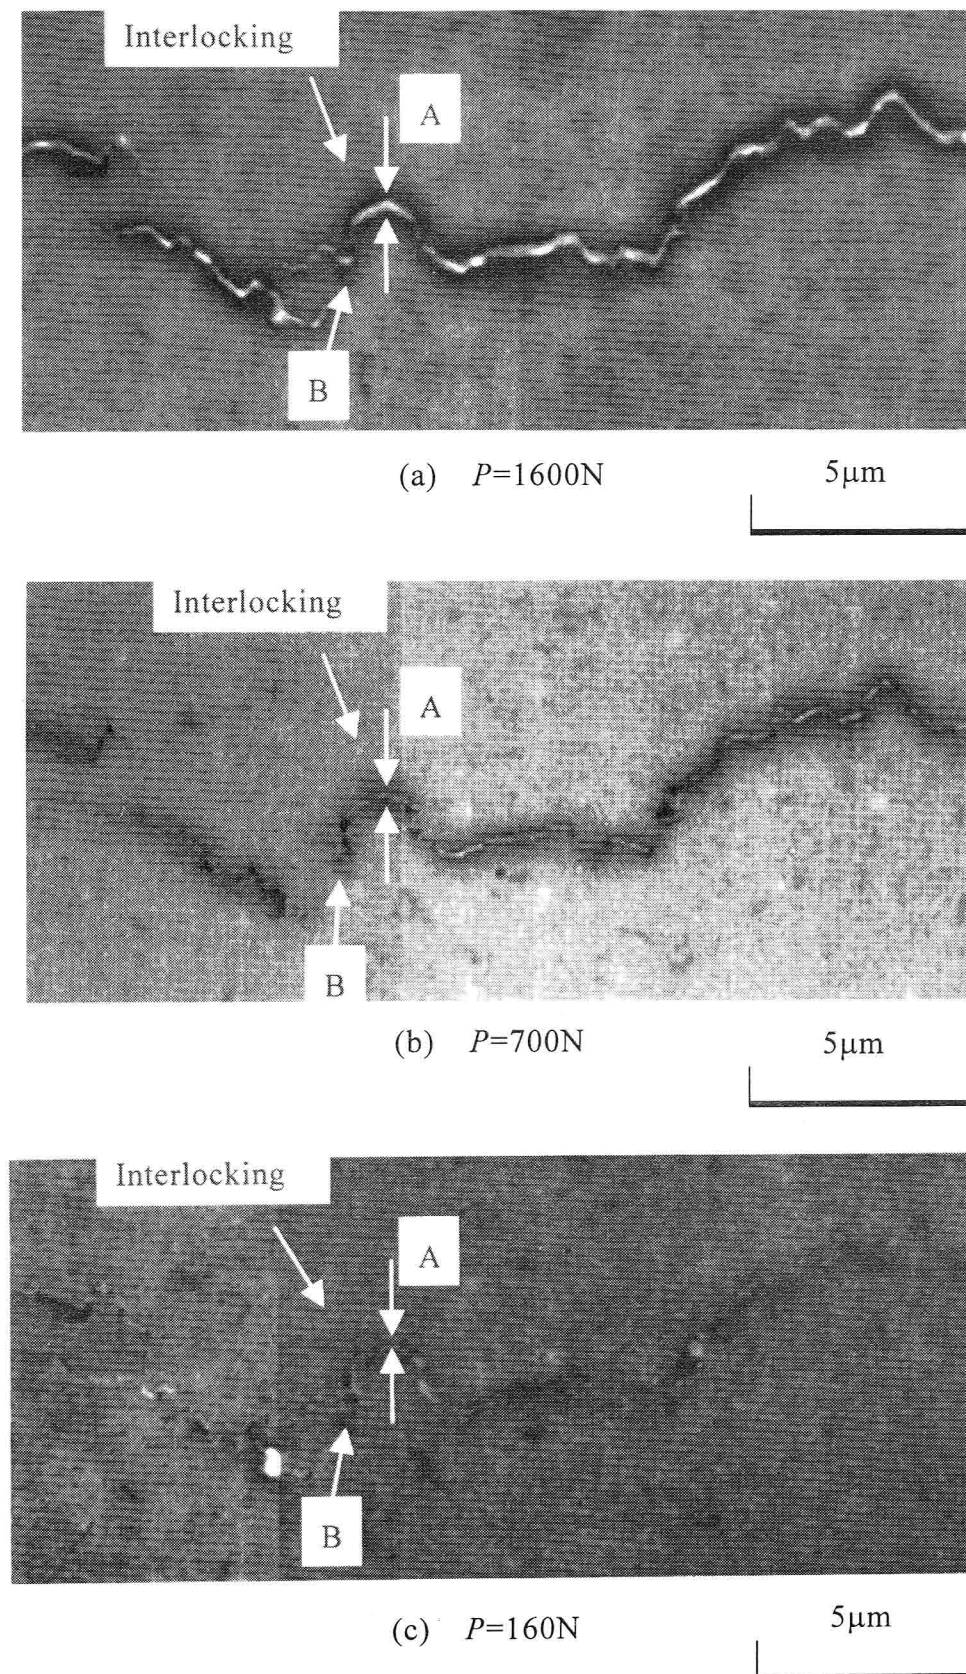 Interlocking
A
B
(a) P=1600N
5μm
Interlocking
A
B
(b) P=700N
5μm
Interlocking
A
B
(c) P=160N
5μm